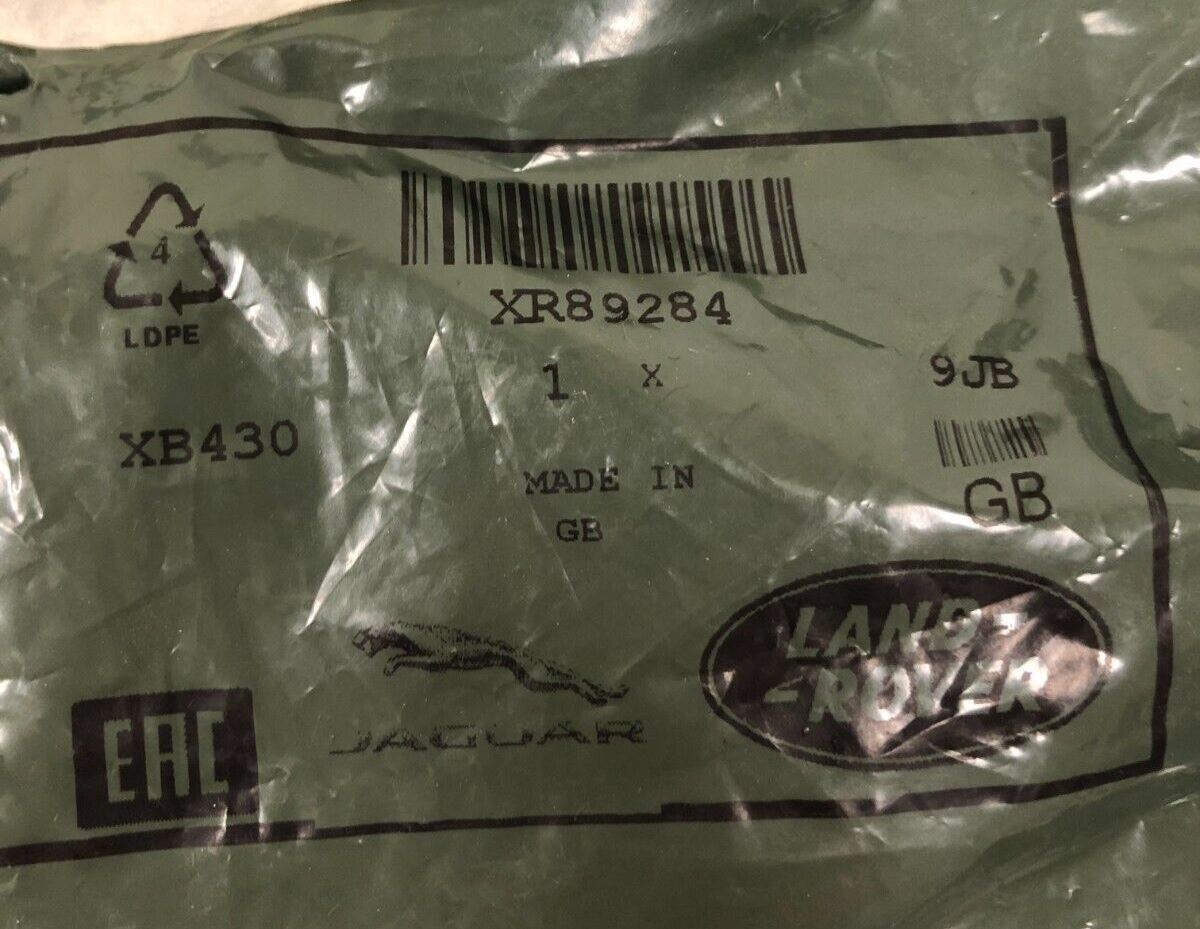 4
LDPE
XR89284
1 x
9JB
XB430
MADE IN
GB
GB
JAGUAR
LAND-
-ROVER
EAC